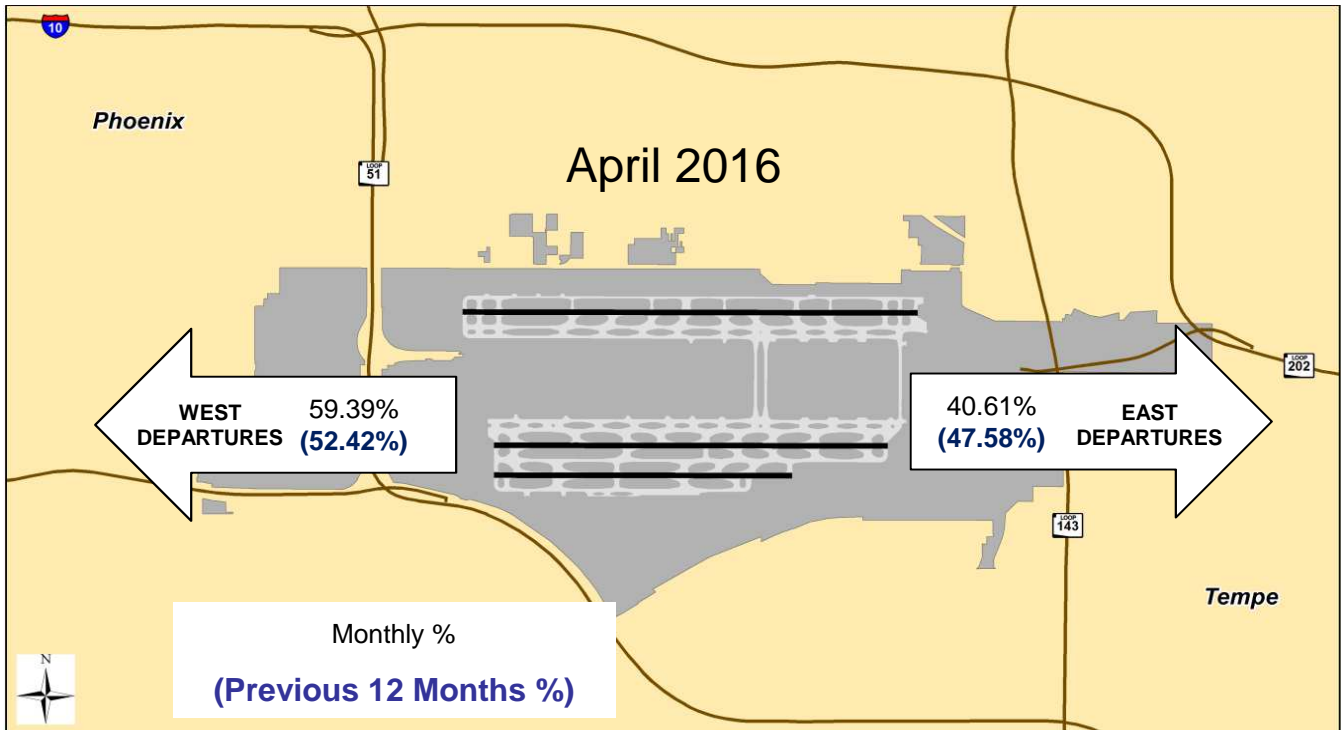 10
Phoenix
LOOP
51
April 2016
WEST
DEPARTURES
59.39%
(52.42%)
40.61%
(47.58%)
EAST
DEPARTURES
LOOP
202
LOOP
143
Tempe
Monthly %
(Previous 12 Months %)
N